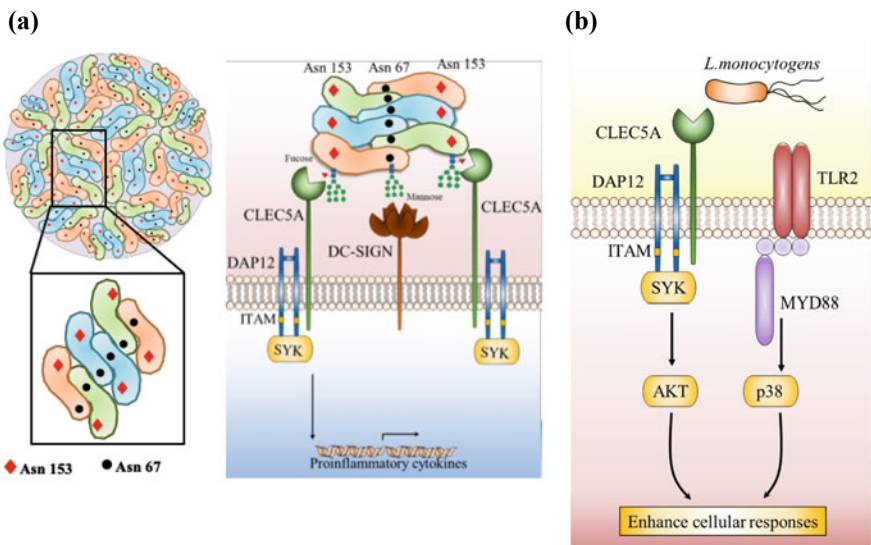 (a)
Asn 153 Asn 67 Asn 153
Fucose
Mannose
CLEC5A
CLEC5A
DC-SIGN
DAP12
ITAM
SYK
SYK
Proinflammatory cytokines
Asn 153 Asn 67
(b)
L.monocytogens
CLEC5A
DAP12
TLR2
ITAM
SYK
MYD88
AKT
p38
Enhance cellular responses